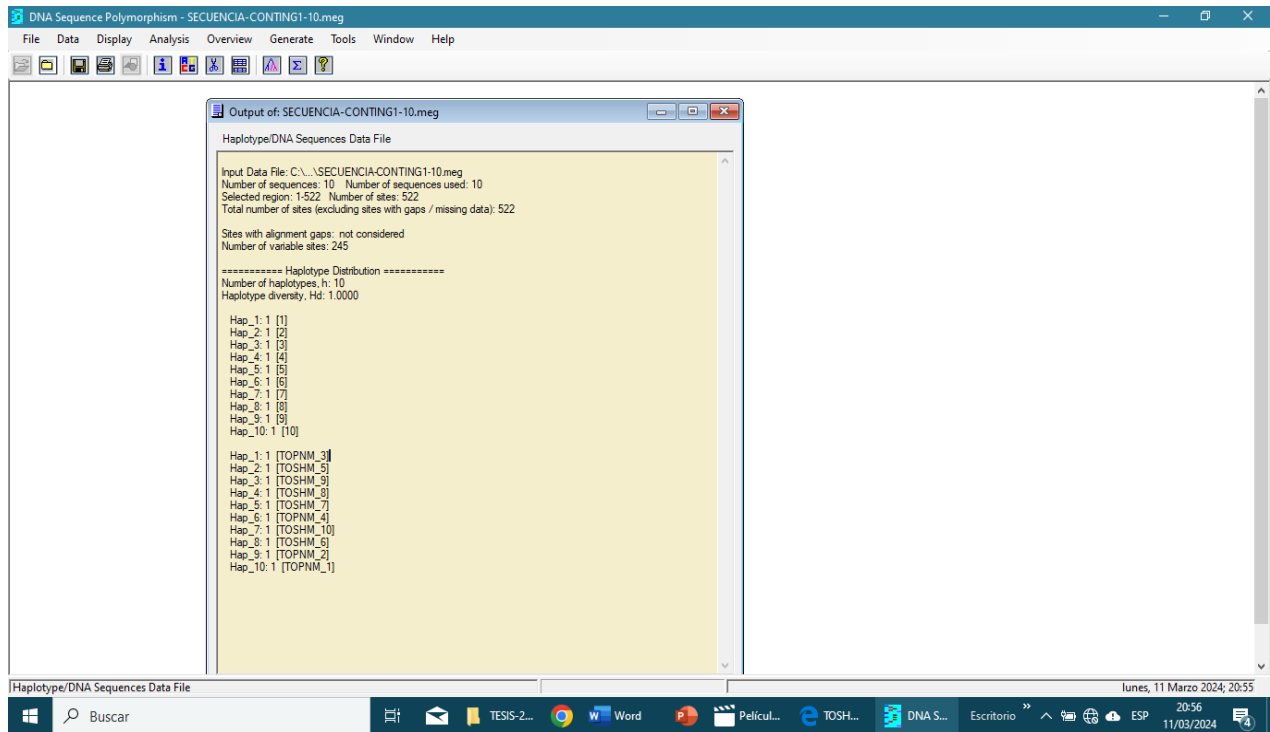 DNA Sequence Polymorphism - SECUENCIA-CONTING1-10.meg
File Data Display Analysis Overview Generate Tools Window Help
Output of: SECUENCIA-CONTING1-10.meg
Haplotype/DNA Sequences Data File
Input Data File: C:\...\SECUENCIA-CONTING1-10.meg
Number of sequences: 10 Number of sequences used: 10
Selected region: 1-522 Number of sites: 522
Total number of sites (excluding sites with gaps / missing data): 522
Sites with alignment gaps: not considered
Number of variable sites: 245
=========== Haplotype Distribution ===========
Number of haplotypes, h: 10
Haplotype diversity, Hd: 1.0000
Hap_1: 1 [1]
Hap_2: 1 [2]
Hap_3: 1 [3]
Hap_4: 1 [4]
Hap_5: 1 [5]
Hap_6: 1 [6]
Hap_7: 1 [7]
Hap_8: 1 [8]
Hap_9: 1 [9]
Hap_10: 1 [10]
Hap_1: 1 [TOPNM_3]
Hap_2: 1 [TOSHM_5]
Hap_3: 1 [TOSHM_9]
Hap_4: 1 [TOSHM_8]
Hap_5: 1 [TOSHM_7]
Hap_6: 1 [TOPNM_4]
Hap_7: 1 [TOSHM_10]
Hap_8: 1 [TOSHM_6]
Hap_9: 1 [TOPNM_2]
Hap_10: 1 [TOPNM_1]
Haplotype/DNA Sequences Data File lunes, 11 Marzo 2024; 20:55
Buscar TESIS-2... Word Películ... TOSH... DNA S... Escritorio ESP 20:56
11/03/2024 4